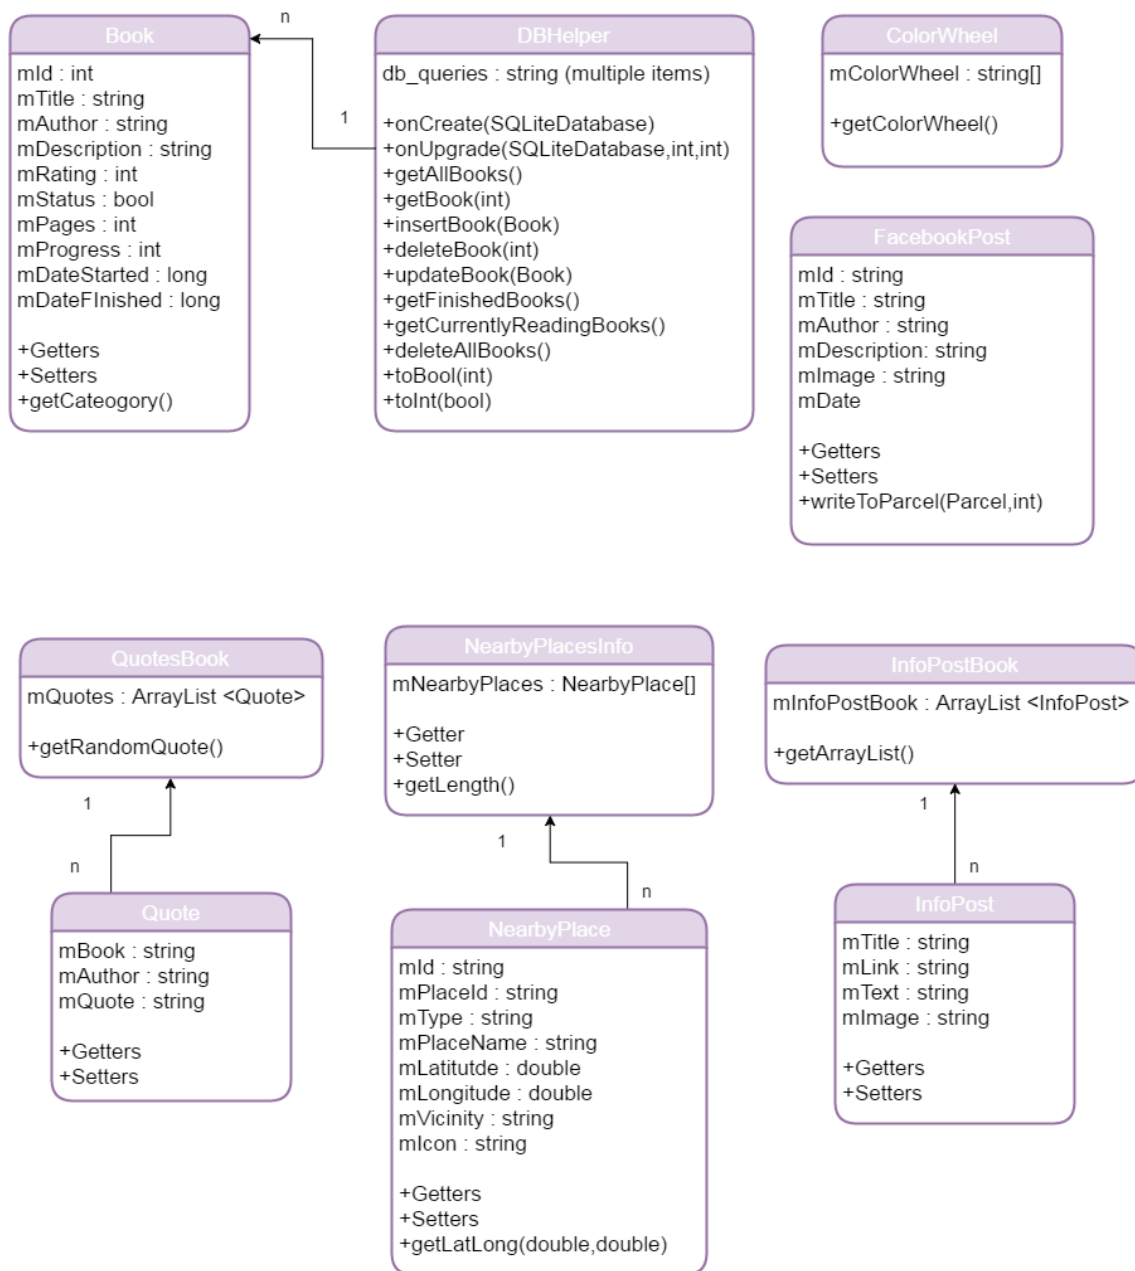 Book
mId : int
mTitle : string
mAuthor : string
mDescription : string
mRating : int
mStatus : bool
mPages : int
mProgress : int
mDateStarted : long
mDateFInished : long
+Getters
+Setters
+getCateogory()
n
1
DBHelper
db_queries : string (multiple items)
+onCreate(SQLiteDatabase)
+onUpgrade(SQLiteDatabase,int,int)
+getAllBooks()
+getBook(int)
+insertBook(Book)
+deleteBook(int)
+updateBook(Book)
+getFinishedBooks()
+getCurrentlyReadingBooks()
+deleteAllBooks()
+toBool(int)
+toInt(bool)
ColorWheel
mColorWheel : string[]
+getColorWheel()
FacebookPost
mId : string
mTitle : string
mAuthor : string
mDescription: string
mImage : string
mDate
+Getters
+Setters
+writeToParcel(Parcel,int)
QuotesBook
mQuotes : ArrayList <Quote>
+getRandomQuote()
1
n
Quote
mBook : string
mAuthor : string
mQuote : string
+Getters
+Setters
NearbyPlacesInfo
mNearbyPlaces : NearbyPlace[]
+Getter
+Setter
+getLength()
1
n
NearbyPlace
mId : string
mPlaceId : string
mType : string
mPlaceName : string
mLatitutde : double
mLongitude : double
mVicinity : string
mIcon : string
+Getters
+Setters
+getLatLong(double,double)
InfoPostBook
mInfoPostBook : ArrayList <InfoPost>
+getArrayList()
1
n
InfoPost
mTitle : string
mLink : string
mText : string
mImage : string
+Getters
+Setters